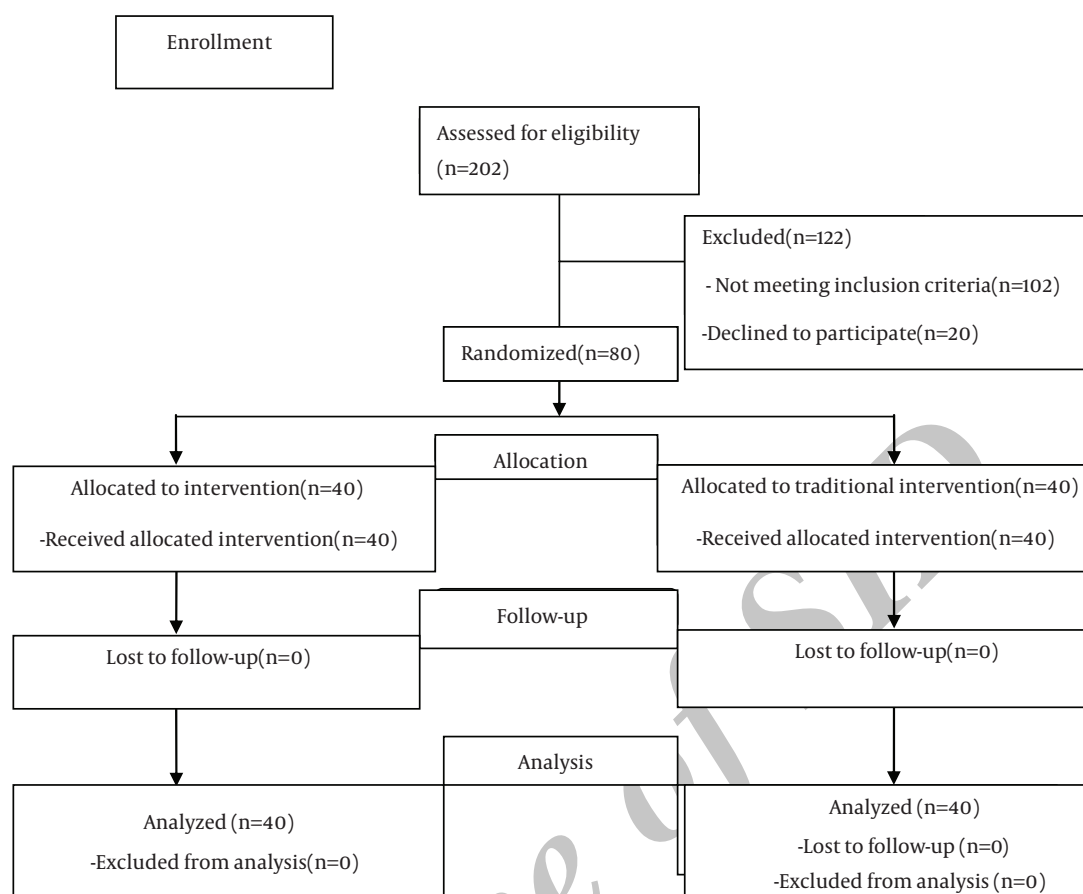 Enrollment
Assessed for eligibility
(n=202)
Excluded(n=122)
- Not meeting inclusion criteria(n=102)
-Declined to participate(n=20)
Randomized(n=80)
Allocation
Allocated to intervention(n=40)
-Received allocated intervention(n=40)
Allocated to traditional intervention(n=40)
-Received allocated intervention(n=40)
Follow-up
Lost to follow-up(n=0)
Lost to follow-up(n=0)
Analysis
Analyzed (n=40)
-Excluded from analysis(n=0)
Analyzed (n=40)
-Lost to follow-up (n=0)
-Excluded from analysis (n=0)